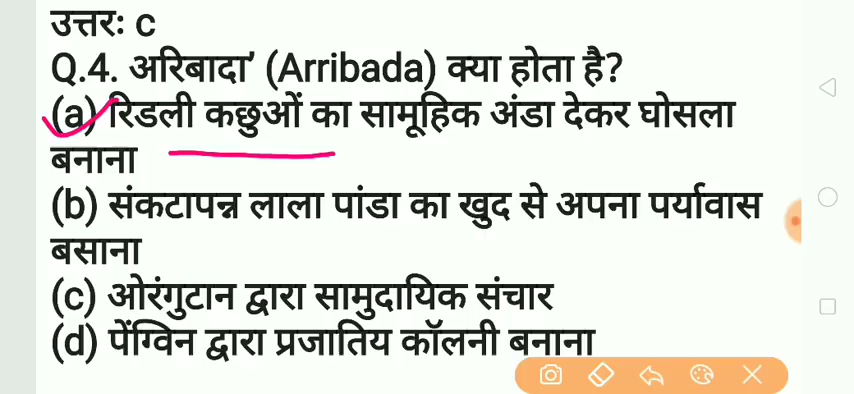 उत्तरः c
Q.4. अरिबादा' (Arribada) क्या होता है?
(a) रिडली कछुओं का सामूहिक अंडा देकर घोसला
बनाना
(b) संकटापन्न लाला पांडा का खुद से अपना पर्यावास
बसाना
(c) ओरंगुटान द्वारा सामुदायिक संचार
(d) पेंग्विन द्वारा प्रजातिय कॉलनी बनाना